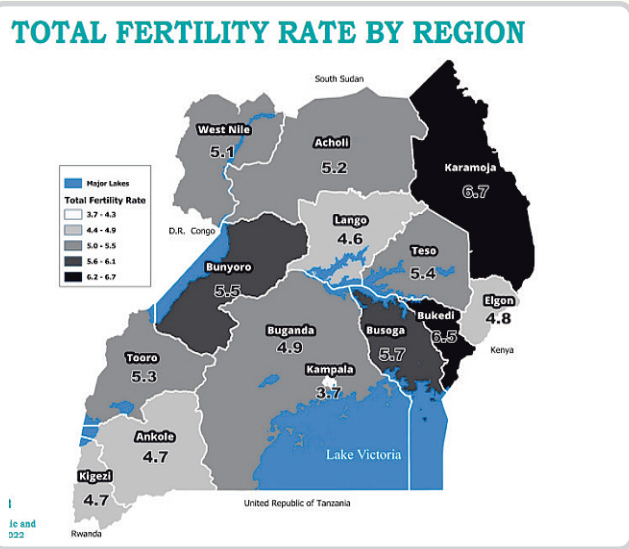 TOTAL FERTILITY RATE BY REGION
South Sudan
West Nile
5.1
Acholi
5.2
Karamoja
6.7
Major Lakes
Total Fertility Rate
3.7 - 4.3
4.4 - 4.9
5.0 - 5.5
5.6 - 6.1
6.2 - 6.7
D.R. Congo
Lango
4.6
Teso
5.4
Bunyoro
5.5
Elgon
4.8
Bukedi
6.5
Buganda
4.9
Busoga
5.7
Kenya
Tooro
5.3
Kampala
3.7
Ankole
4.7
Lake Victoria
Kigezi
4.7
United Republic of Tanzania
ic and
022
Rwanda